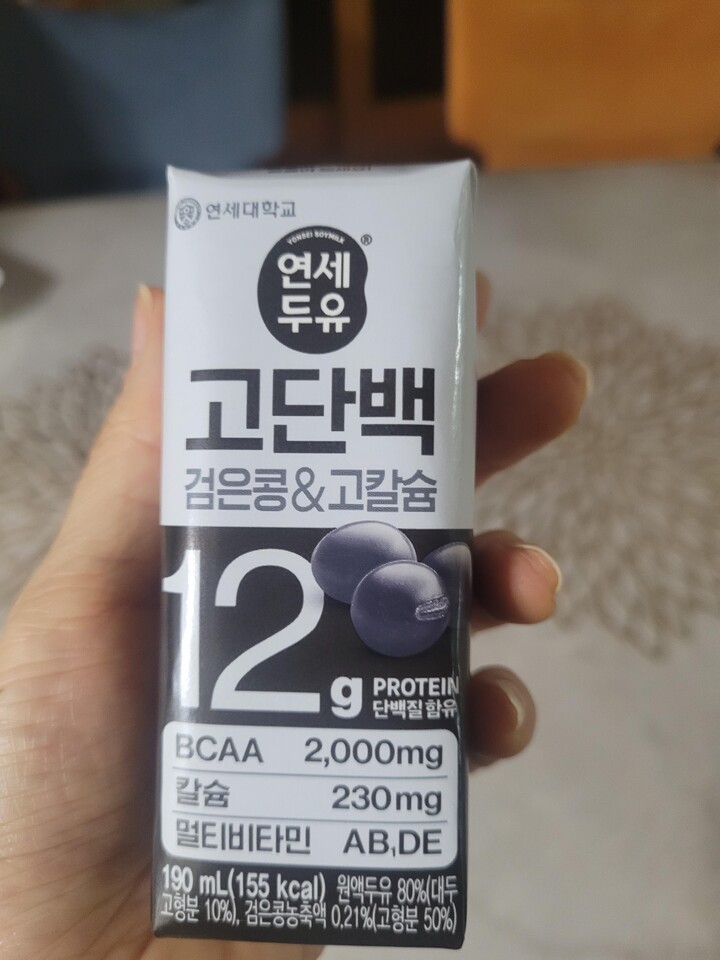 연세대학교
YONSEI SOYMILK
연세
두유
®
고단백
검은콩&고칼슘
12g
PROTEIN
단백질 함유
BCAA 2,000mg
칼슘 230mg
멀티비타민 AB,DE
190 mL(155 kcal) 원액두유 80%(대두
고형분 10%), 검은콩농축액 0.21%(고형분 50%)